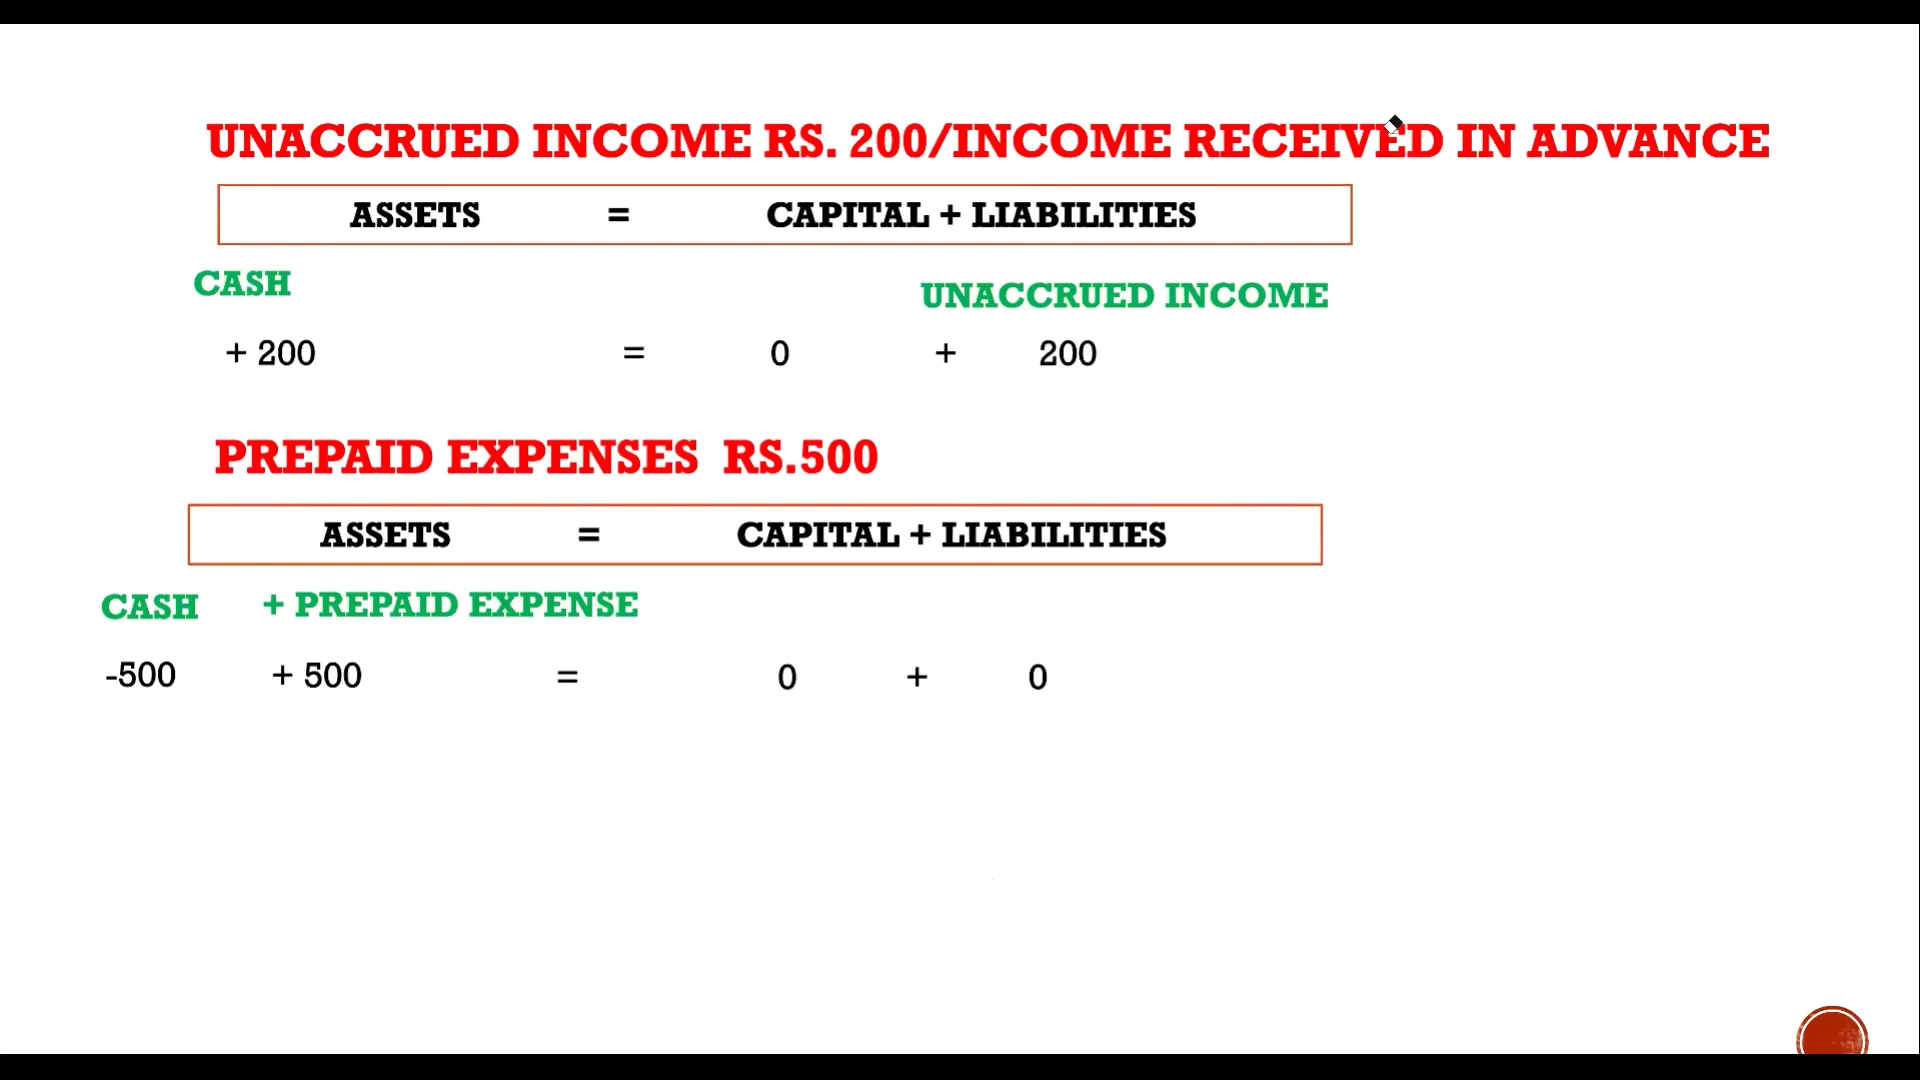 UNACCRUED INCOME RS. 200/INCOME RECEIVED IN ADVANCE
ASSETS = CAPITAL + LIABILITIES
CASH UNACCRUED INCOME
+ 200 = 0 + 200
PREPAID EXPENSES RS.500
ASSETS = CAPITAL + LIABILITIES
CASH + PREPAID EXPENSE
-500 + 500 = 0 + 0